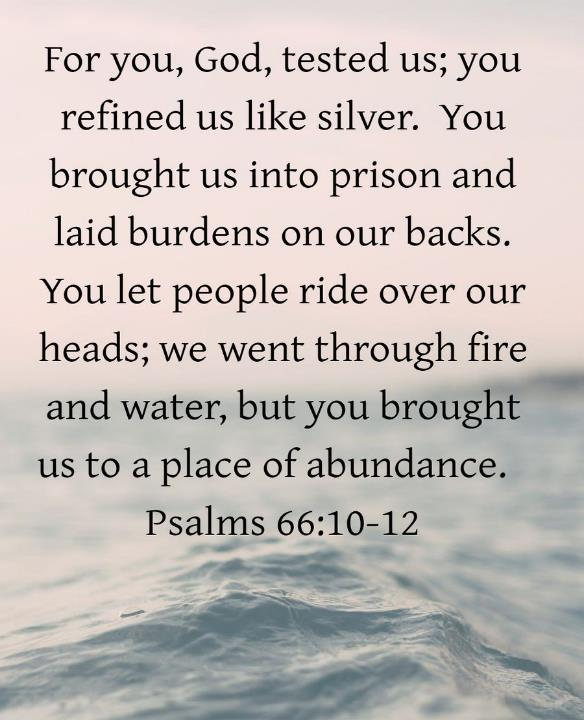 For you, God, tested us; you
refined us like silver.  You
brought us into prison and
laid burdens on our backs.
You let people ride over our
heads; we went through fire
and water, but you brought
us to a place of abundance.
Psalms 66:10-12